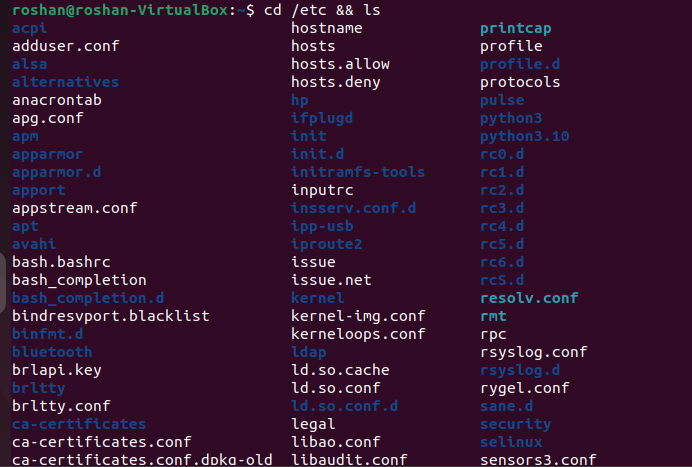 roshan@roshan-VirtualBox:~$ cd /etc && ls
acpi hostname printcap
adduser.conf hosts profile
alsa hosts.allow profile.d
alternatives hosts.deny protocols
anacrontab hp pulse
apg.conf ifplugd python3
apm init python3.10
apparmor init.d rc0.d
apparmor.d initramfs-tools rc1.d
apport inputrc rc2.d
appstream.conf insserv.conf.d rc3.d
apt ipp-usb rc4.d
avahi iproute2 rc5.d
bash.bashrc issue rc6.d
bash_completion issue.net rcS.d
bash_completion.d kernel resolv.conf
bindresvport.blacklist kernel-img.conf rmt
binfmt.d kerneloops.conf rpc
bluetooth ldap rsyslog.conf
brlapi.key ld.so.cache rsyslog.d
brltty ld.so.conf rygel.conf
brltty.conf ld.so.conf.d sane.d
ca-certificates legal security
ca-certificates.conf libao.conf selinux
ca-certificates.conf.dpkg-old libaudit.conf sensors3.conf